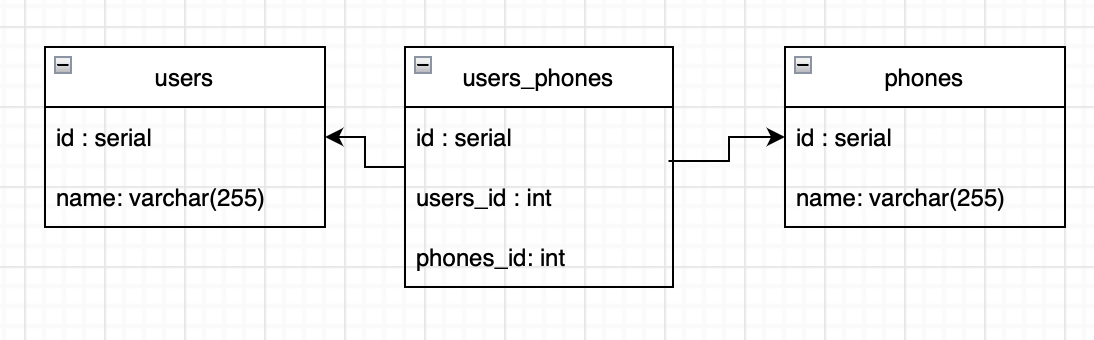 users
id : serial
name: varchar(255)
users_phones
id : serial
users_id : int
phones_id: int
phones
id : serial
name: varchar(255)